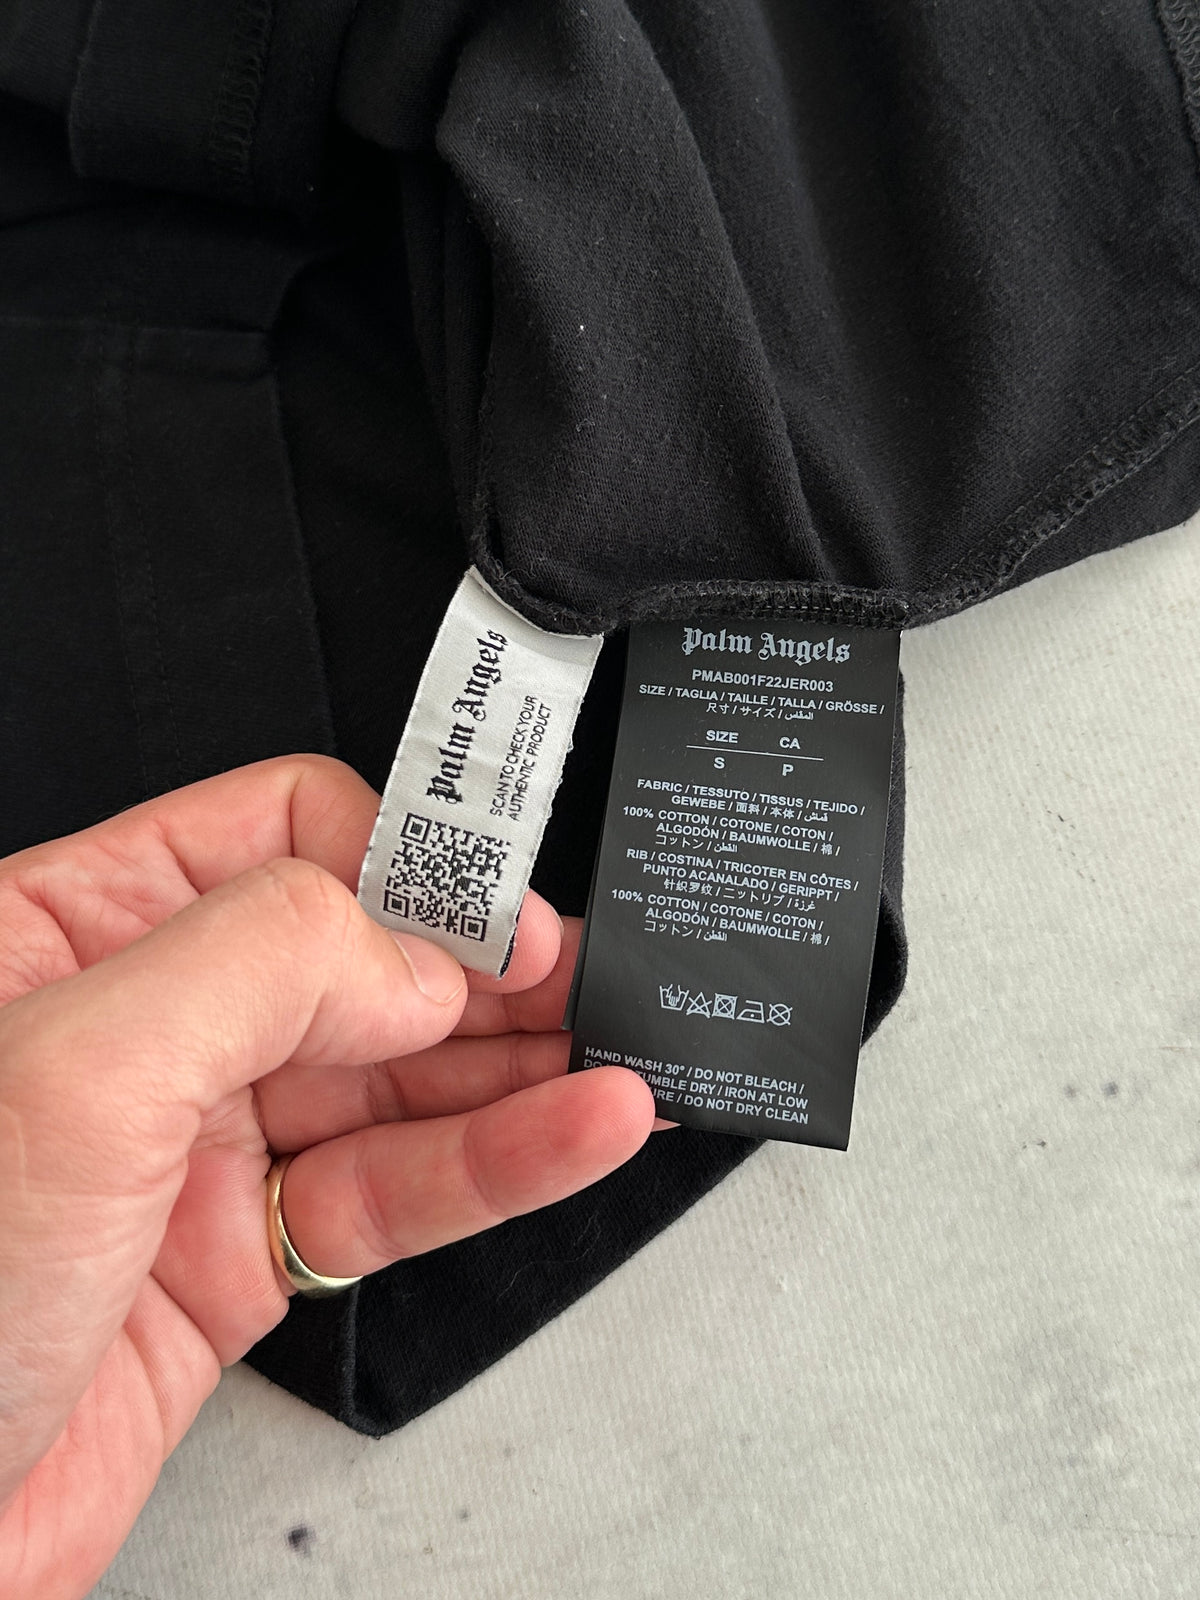 Palm Angels
SCAN TO CHECK YOUR
AUTHENTIC PRODUCT
Palm Angels
PMAB001F22JER003
SIZE / TAGLIA / TAILLE / TALLA / GRÖSSE /
尺寸 / サイズ / المقاس
SIZE CA
S P
FABRIC / TESSUTO / TISSUS / TEJIDO /
GEWEBE / 面料 / 本体 / قماش
100% COTTON / COTONE / COTON /
ALGODÓN / BAUMWOLLE / 棉 /
コットン / القطن
RIB / COSTINA / TRICOTER EN CÔTES /
PUNTO ACANALADO / GERIPPT /
针织罗纹 / ニットリブ / غرزة
100% COTTON / COTONE / COTON /
ALGODÓN / BAUMWOLLE / 棉 /
コットン / القطن
HAND WASH 30° / DO NOT BLEACH /
DO TUMBLE DRY / IRON AT LOW
URE / DO NOT DRY CLEAN